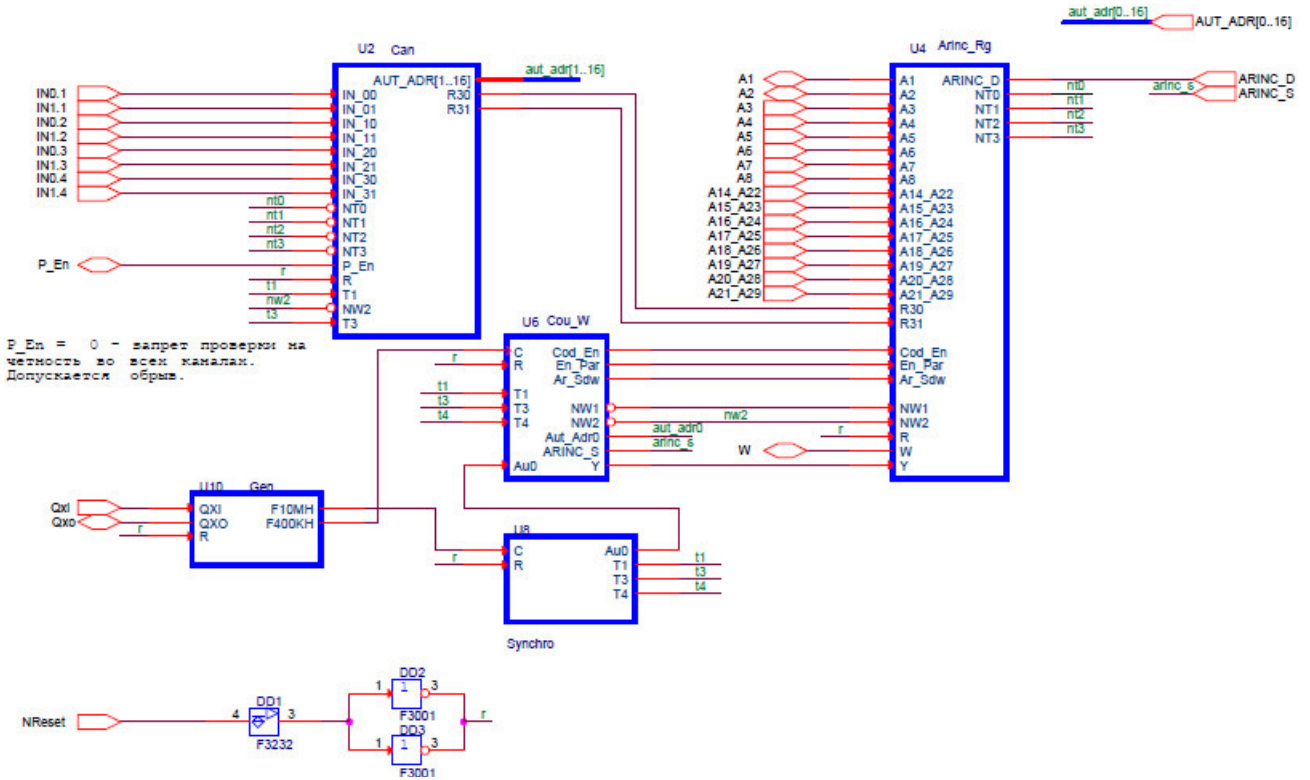 aut_adr[0..16]
AUT_ADR[0..16]
U2 Can
AUT_ADR[1..16]
R30
R31
aut_adr[1..16]
IN0.1
IN1.1
IN0.2
IN1.2
IN0.3
IN1.3
IN0.4
IN1.4
IN_00
IN_01
IN_10
IN_11
IN_20
IN_21
IN_30
IN_31
nt0 NT0
nt1 NT1
nt2 NT2
nt3 NT3
P_En P_En
r R
t1 T1
nw2 NW2
t3 T3
P_En = 0 - запрет проверки на
четность во всех каналах.
Допускается обрыв.
U4 Arinc_Rg
A1 A1
A2 A2
A3 A3
A4 A4
A5 A5
A6 A6
A7 A7
A8 A8
A14_A22 A14_A22
A15_A23 A15_A23
A16_A24 A16_A24
A17_A25 A17_A25
A18_A26 A18_A26
A19_A27 A19_A27
A20_A28 A20_A28
A21_A29 A21_A29
R30
R31
Cod_En
En_Par
Ar_Sdw
NW1
NW2
r R
W W
Y
ARINC_D ARINC_D
NT0 nt0 arinc_s ARINC_S
NT1 nt1
NT2 nt2
NT3 nt3
U6 Cou_W
C
r R
t1 T1
t3 T3
t4 T4
Au0
Cod_En
En_Par
Ar_Sdw
NW1
NW2 nw2
Aut_Adr0 aut_adr0
ARINC_S arinc_s
Y
U10 Gen
QxI QXI F10MH
Qxo QXO F400KH
r R
U8
C Au0
r R T1 t1
T3 t3
T4 t4
Synchro
NReset
DD1
4 3
F3232
DD2
1 1 3
F3001
DD3
1 1 3
F3001
r